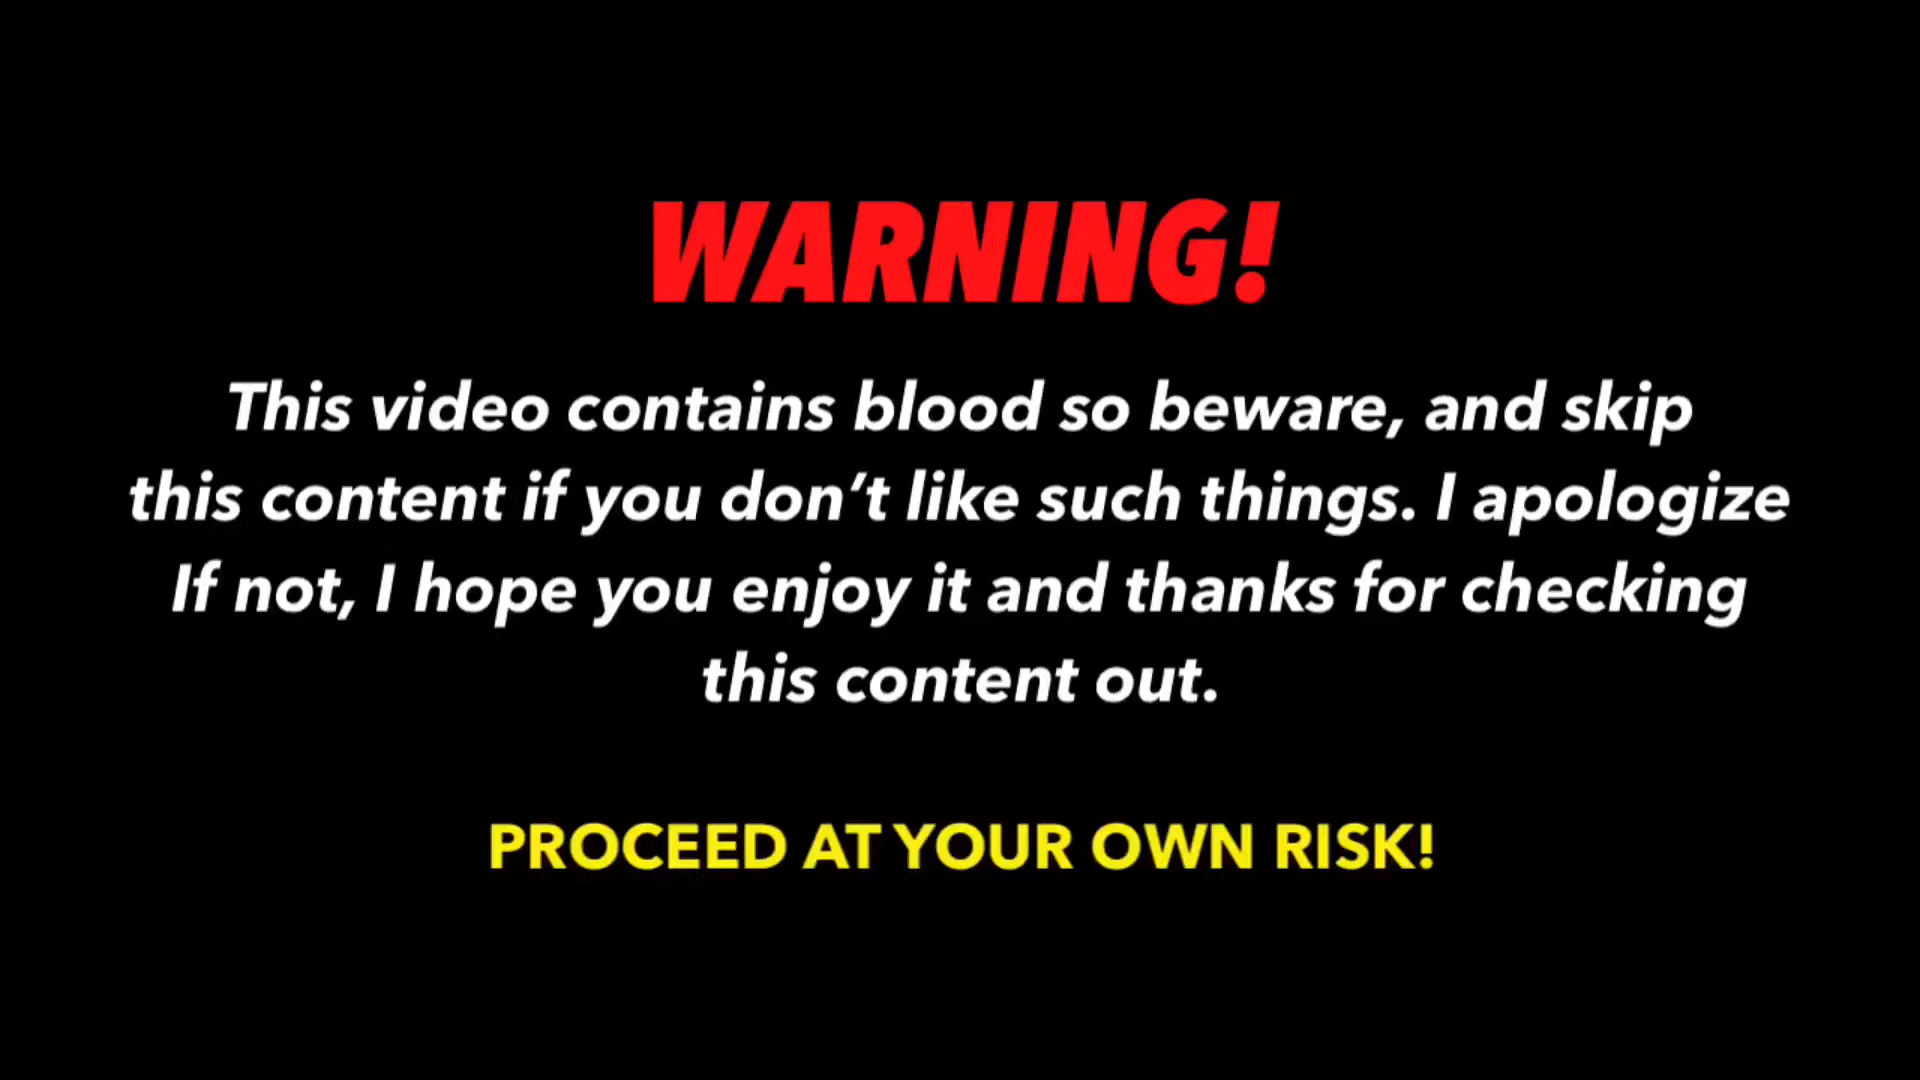 WARNING!
This video contains blood so beware, and skip
this content if you don’t like such things. I apologize
If not, I hope you enjoy it and thanks for checking
this content out.
PROCEED AT YOUR OWN RISK!